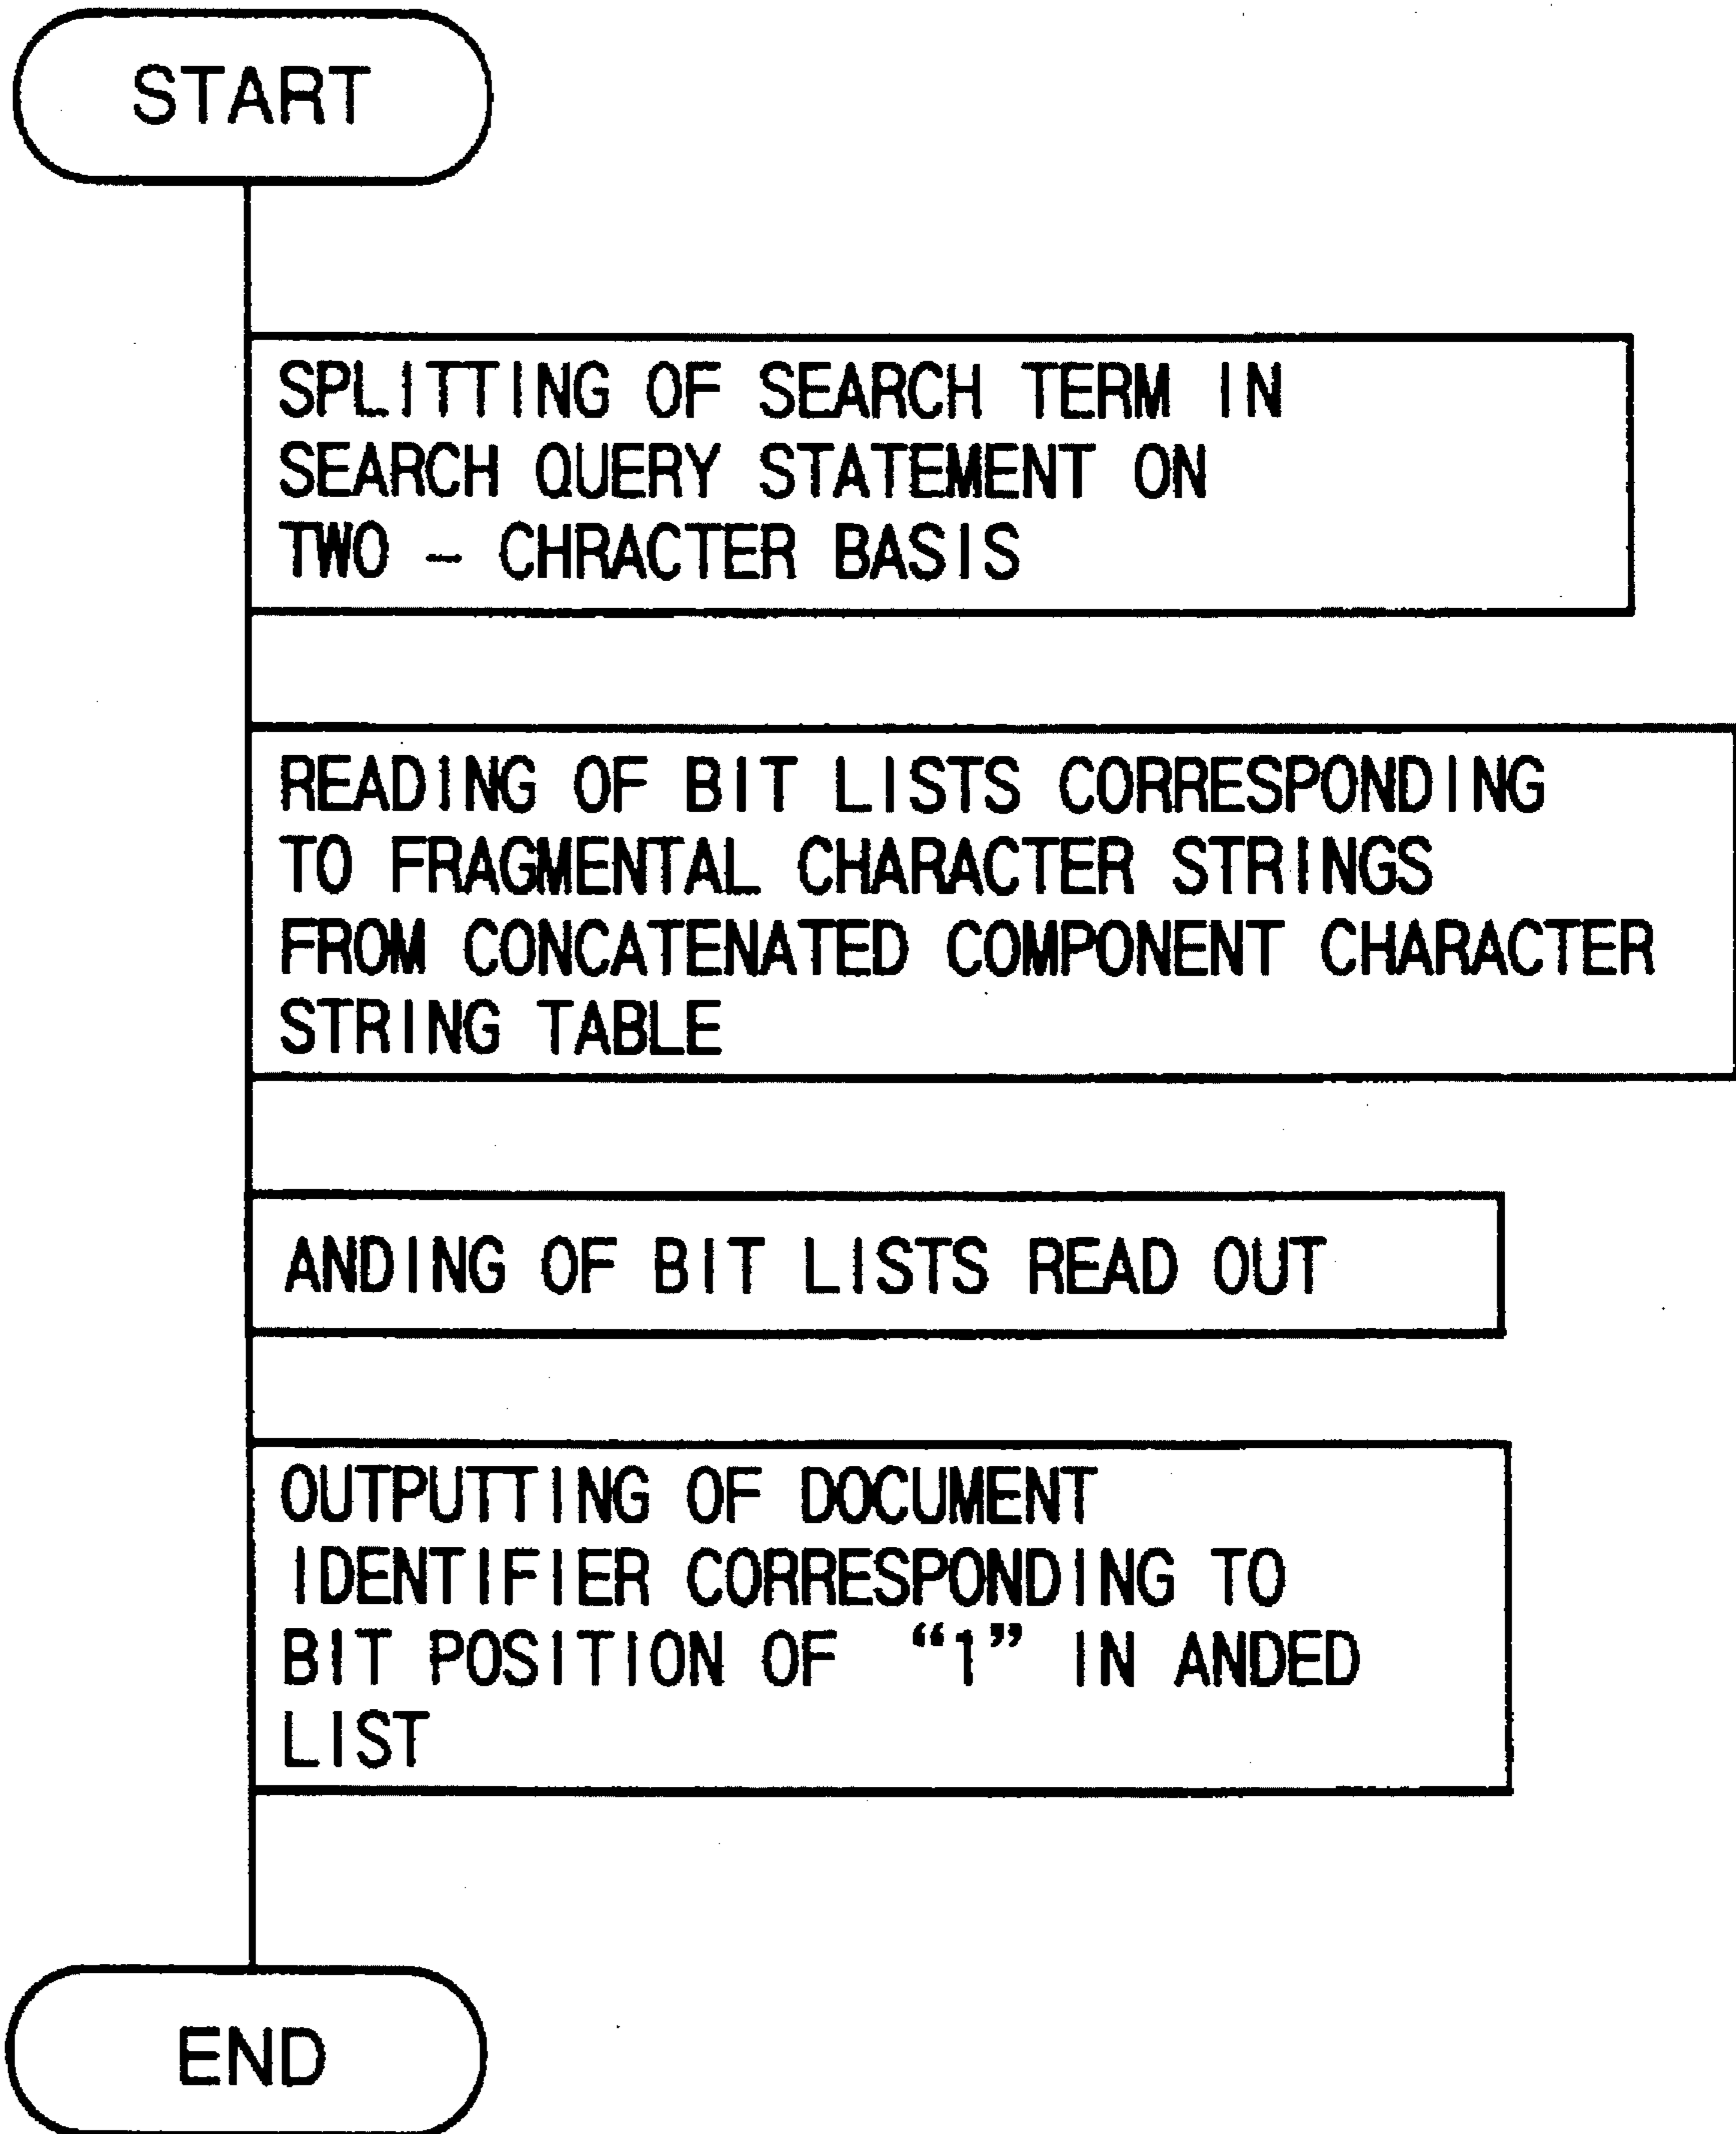 START
SPLITTING OF SEARCH TERM IN
SEARCH QUERY STATEMENT ON
TWO - CHRACTER BASIS
READING OF BIT LISTS CORRESPONDING
TO FRAGMENTAL CHARACTER STRINGS
FROM CONCATENATED COMPONENT CHARACTER
STRING TABLE
ANDING OF BIT LISTS READ OUT
OUTPUTTING OF DOCUMENT
IDENTIFIER CORRESPONDING TO
BIT POSITION OF “1” IN ANDED
LIST
END